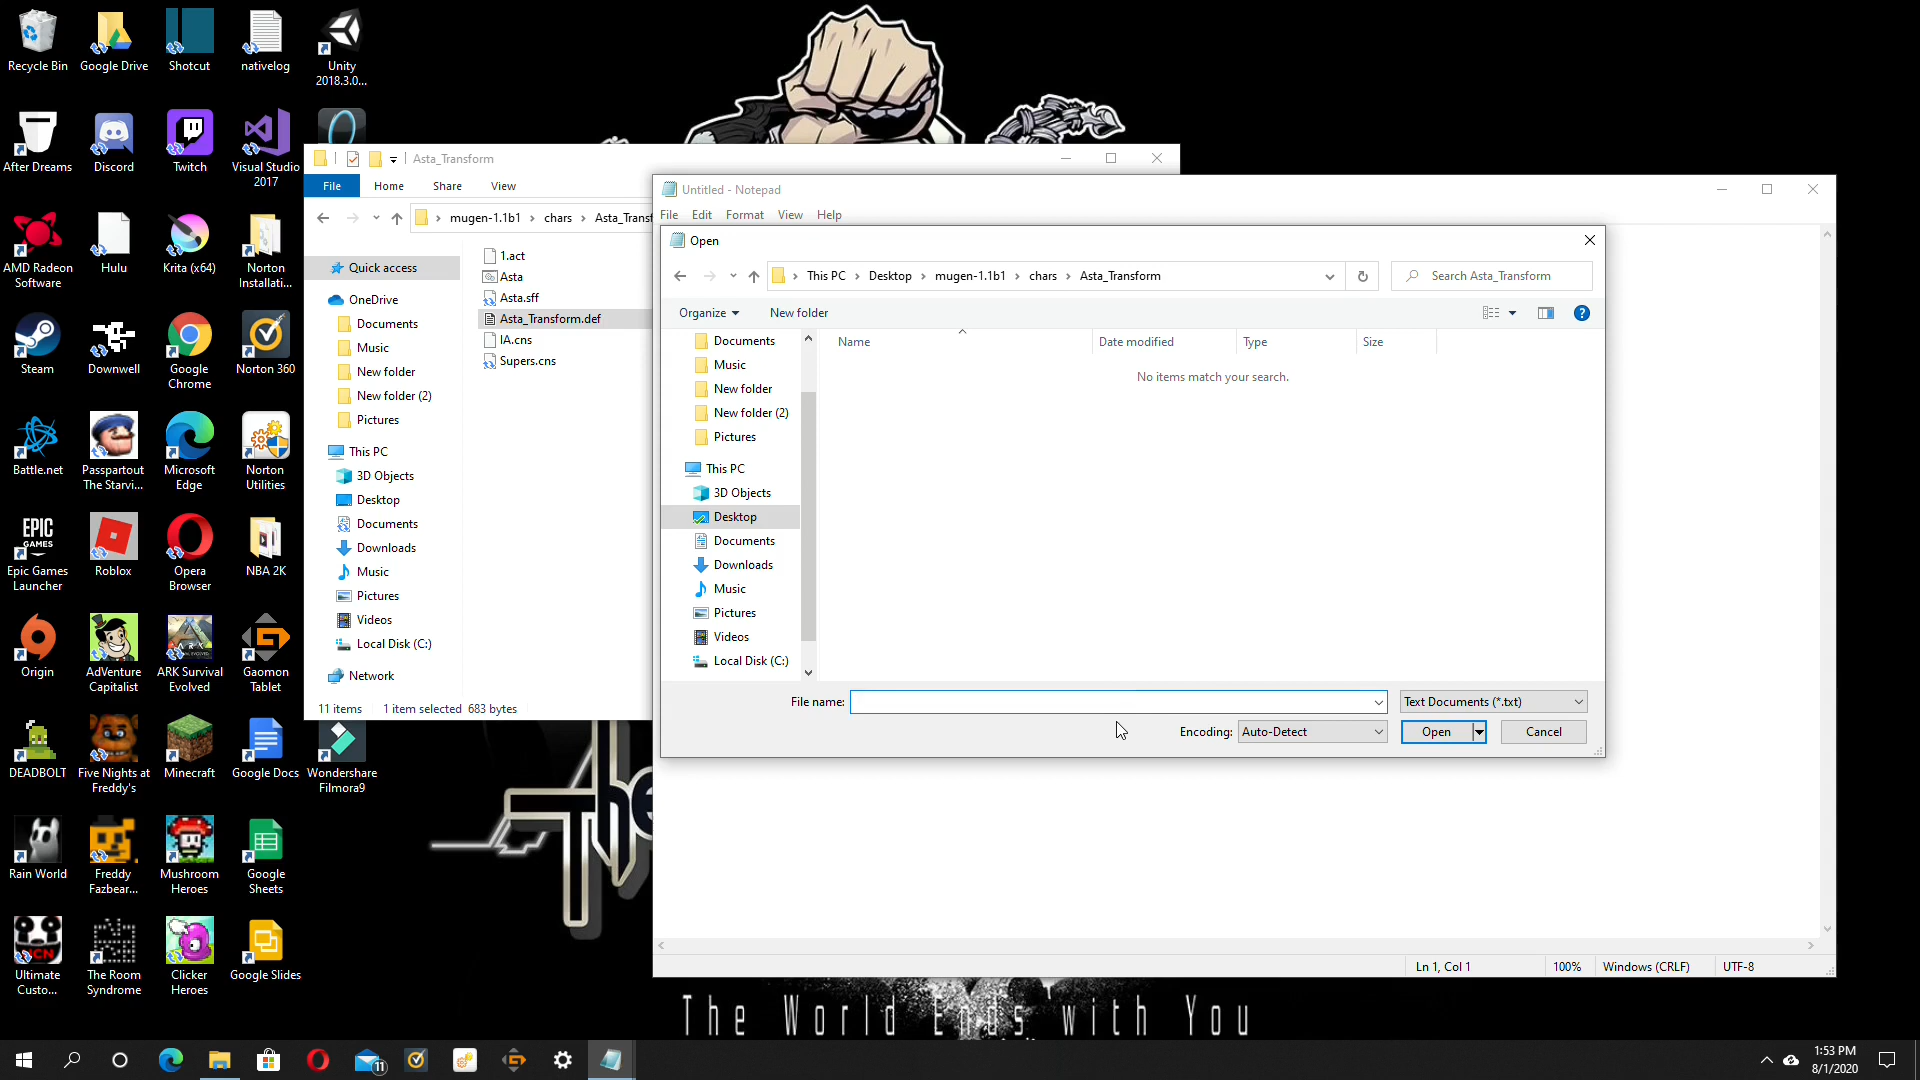 Recycle Bin
Google Drive
Shotcut
nativelog
Unity
2018.3.0...
After Dreams
Discord
Twitch
Visual Studio
2017
AMD Radeon
Software
Hulu
Krita (x64)
Norton
Installati...
Steam
Downwell
Google
Chrome
Norton 360
Battle.net
Passpartout
The Starvi...
Microsoft
Edge
Norton
Utilities
EPIC
GAMES
Epic Games
Launcher
Roblox
Opera
Browser
NBA 2K
Origin
AdVenture
Capitalist
ARK Survival
Evolved
Gaomon
Tablet
DEADBOLT
Five Nights at
Freddy's
Minecraft
Google Docs
Wondershare
Filmora9
Rain World
Freddy
Fazbear...
Mushroom
Heroes
Google
Sheets
UCN
Ultimate
Custo...
The Room
Syndrome
Clicker
Heroes
Google Slides
Asta_Transform
File
Home
Share
View
mugen-1.1b1
chars
Asta_Transf
Quick access
OneDrive
Documents
Music
New folder
New folder (2)
Pictures
This PC
3D Objects
Desktop
Documents
Downloads
Music
Pictures
Videos
Local Disk (C:)
Network
1.act
Asta
Asta.sff
Asta_Transform.def
IA.cns
Supers.cns
11 items
1 item selected 683 bytes
Untitled - Notepad
File
Edit
Format
View
Help
Open
This PC
Desktop
mugen-1.1b1
chars
Asta_Transform
Search Asta_Transform
Organize
New folder
Documents
Music
New folder
New folder (2)
Pictures
This PC
3D Objects
Desktop
Documents
Downloads
Music
Pictures
Videos
Local Disk (C:)
Name
Date modified
Type
Size
No items match your search.
File name:
Text Documents (*.txt)
Encoding:
Auto-Detect
Open
Cancel
Ln 1, Col 1
100%
Windows (CRLF)
UTF-8
The
The World Ends with You
11
1:53 PM
8/1/2020